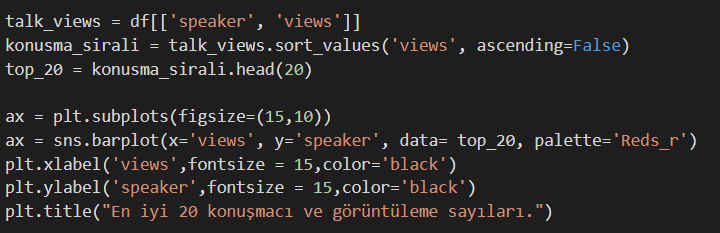 talk_views = df[['speaker', 'views']]
konusma_sirali = talk_views.sort_values('views', ascending=False)
top_20 = konusma_sirali.head(20)
ax = plt.subplots(figsize=(15,10))
ax = sns.barplot(x='views', y='speaker', data= top_20, palette='Reds_r')
plt.xlabel('views',fontsize = 15,color='black')
plt.ylabel('speaker',fontsize = 15,color='black')
plt.title("En iyi 20 konuşmacı ve görüntüleme sayıları.")